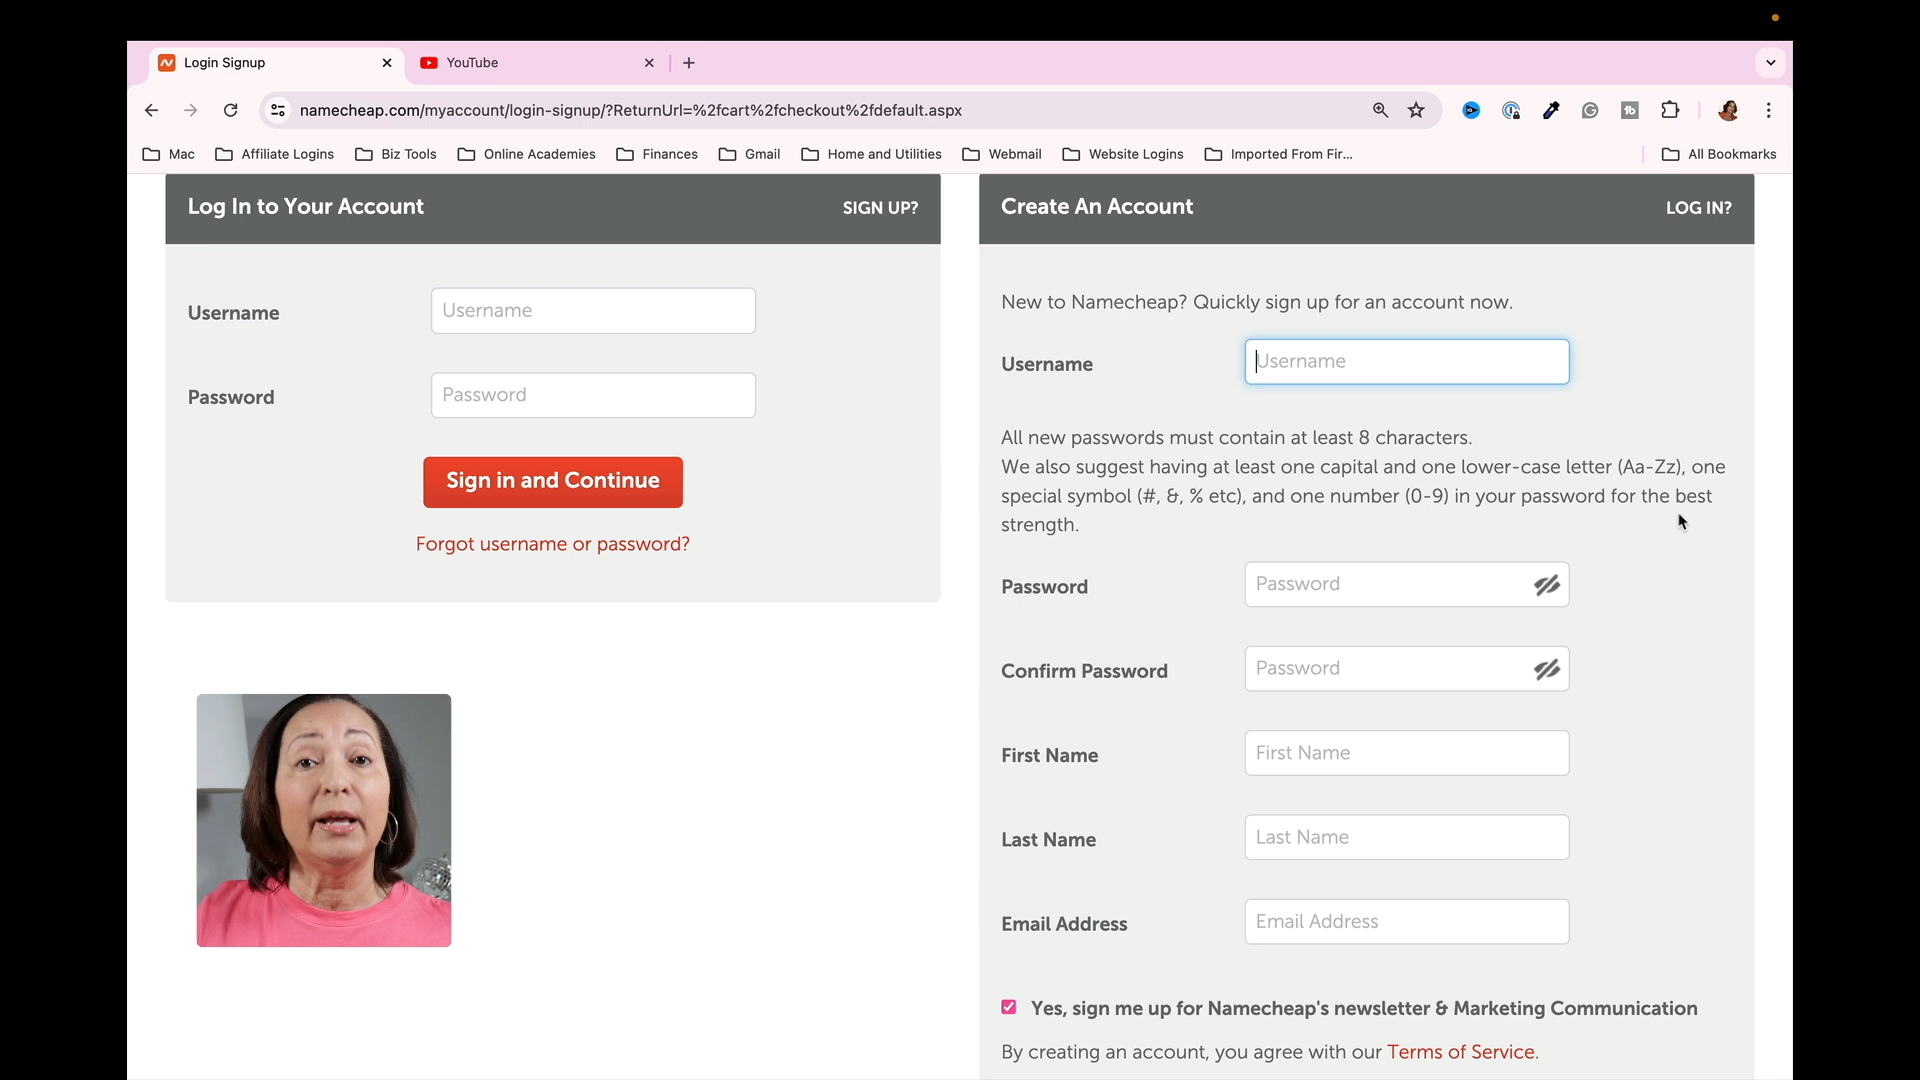 Login Signup
YouTube
namecheap.com/myaccount/login-signup/?ReturnUrl=%2fcart%2fcheckout%2fdefault.aspx
Mac
Affiliate Logins
Biz Tools
Online Academies
Finances
Gmail
Home and Utilities
Webmail
Website Logins
Imported From Fir...
All Bookmarks
Log In to Your Account
SIGN UP?
Username
Username
Password
Password
Sign in and Continue
Forgot username or password?
Create An Account
LOG IN?
New to Namecheap? Quickly sign up for an account now.
Username
Username
All new passwords must contain at least 8 characters.
We also suggest having at least one capital and one lower-case letter (Aa-Zz), one
special symbol (#, &, % etc), and one number (0-9) in your password for the best
strength.
Password
Password
Confirm Password
Password
First Name
First Name
Last Name
Last Name
Email Address
Email Address
Yes, sign me up for Namecheap's newsletter & Marketing Communication
By creating an account, you agree with our Terms of Service.